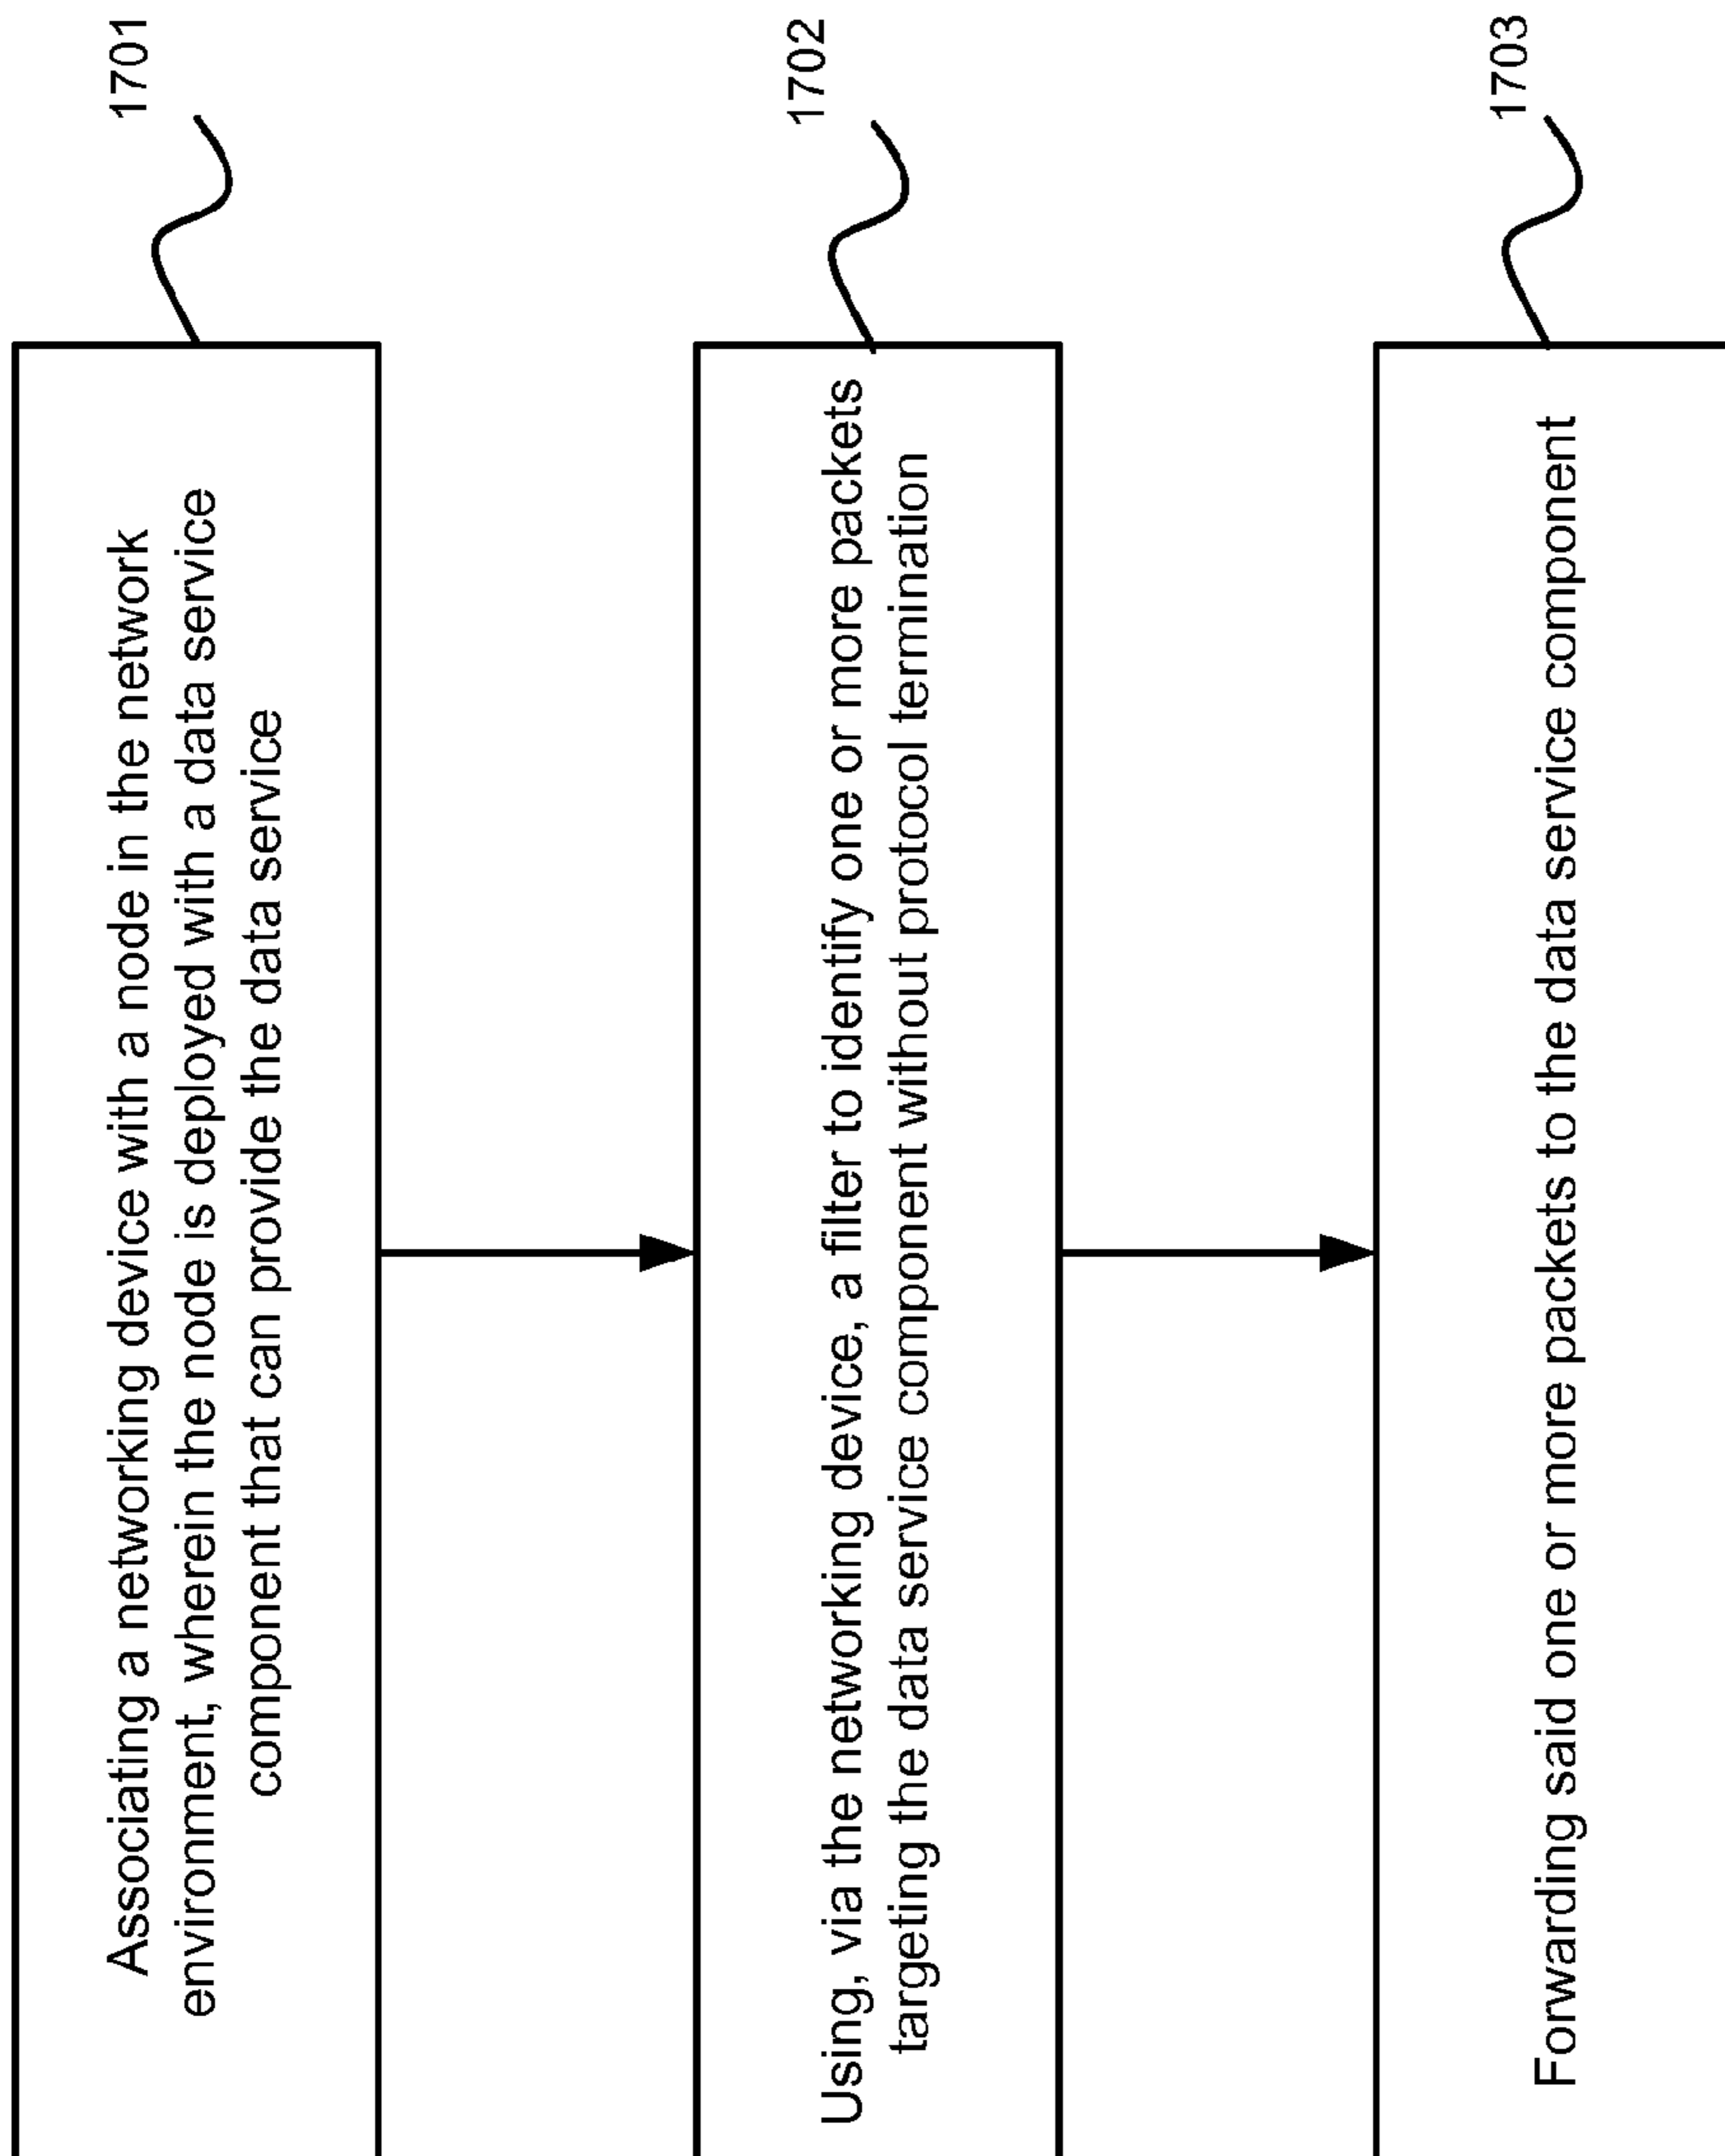 Associating a networking device with a node in the network
environment, wherein the node is deployed with a data service
component that can provide the data service
1701
Using, via the networking device, a filter to identify one or more packets
targeting the data service component without protocol termination
1702
Forwarding said one or more packets to the data service component
1703